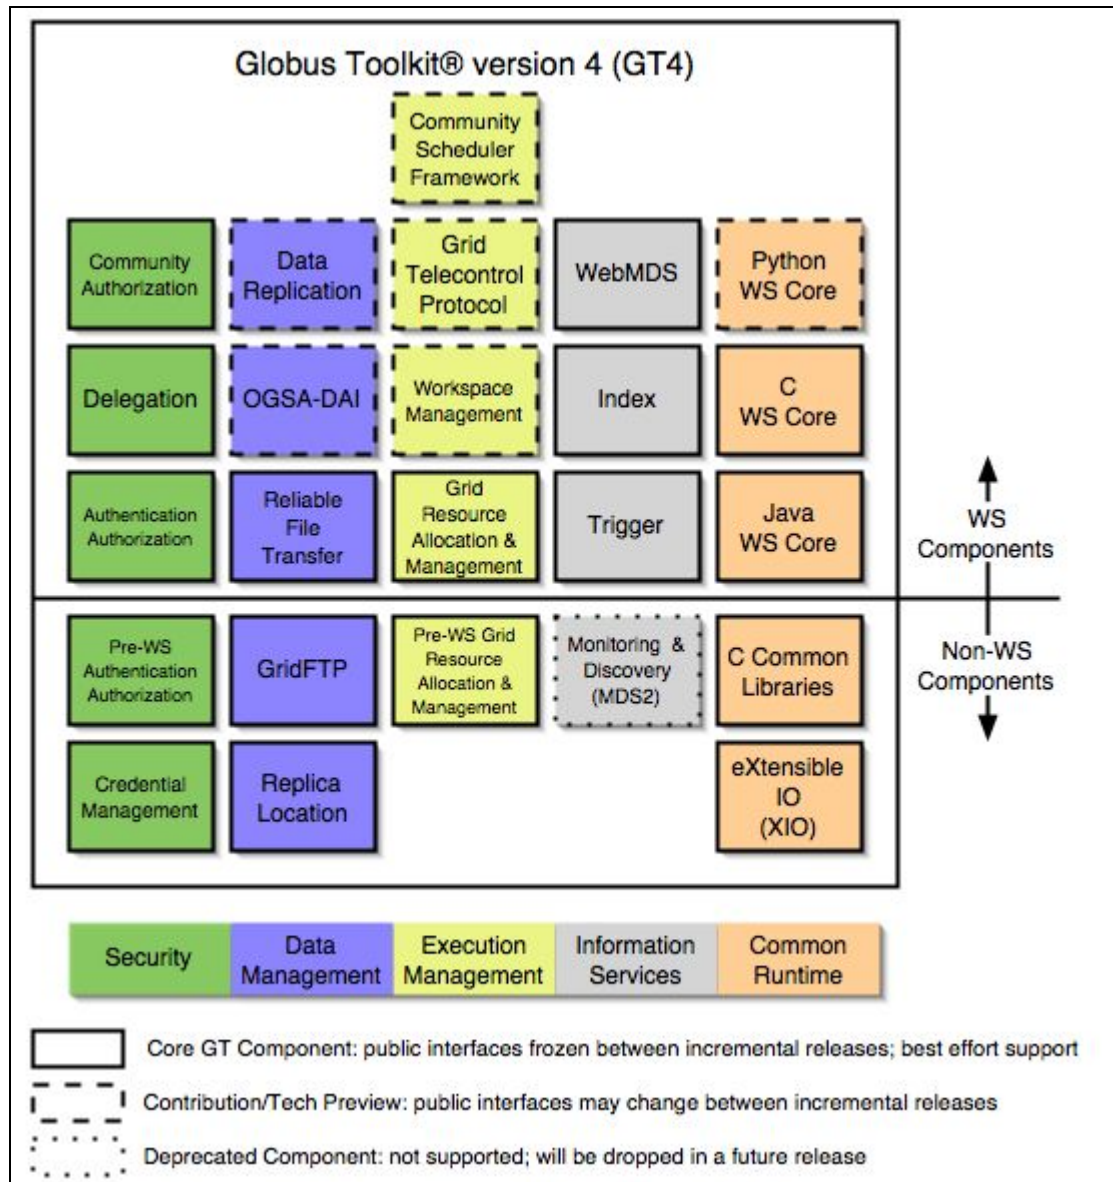 Globus Toolkit® version 4 (GT4)
Community
Scheduler
Framework
Community
Authorization
Data
Replication
Grid
Telecontrol
Protocol
WebMDS
Python
WS Core
Delegation
OGSA-DAI
Workspace
Management
Index
C
WS Core
Authentication
Authorization
Reliable
File
Transfer
Grid
Resource
Allocation &
Management
Trigger
Java
WS Core
WS
Components
Pre-WS
Authentication
Authorization
GridFTP
Pre-WS Grid
Resource
Allocation &
Management
Monitoring &
Discovery
(MDS2)
C Common
Libraries
Non-WS
Components
Credential
Management
Replica
Location
eXtensible
IO
(XIO)
Security
Data
Management
Execution
Management
Information
Services
Common
Runtime
Core GT Component: public interfaces frozen between incremental releases; best effort support
Contribution/Tech Preview: public interfaces may change between incremental releases
Deprecated Component: not supported; will be dropped in a future release